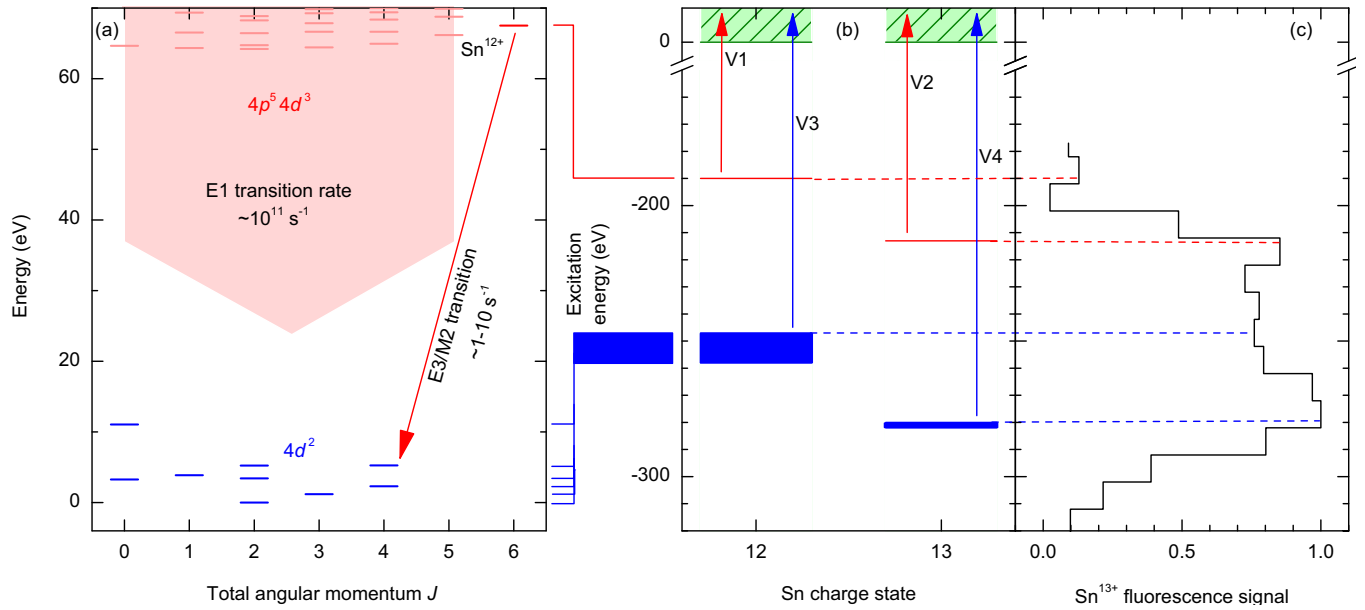 (a)
Sn¹²⁺
4p⁵ 4d³
E1 transition rate
~10¹¹ s⁻¹
E3/M2 transition
~1-10 s⁻¹
4d²
60
40
20
0
Energy (eV)
0 1 2 3 4 5 6
Total angular momentum J
Excitation
energy (eV)
0
-200
-300
(b)
V1
V2
V3
V4
12 13
Sn charge state
(c)
0.0 0.5 1.0
Sn¹³⁺ fluorescence signal